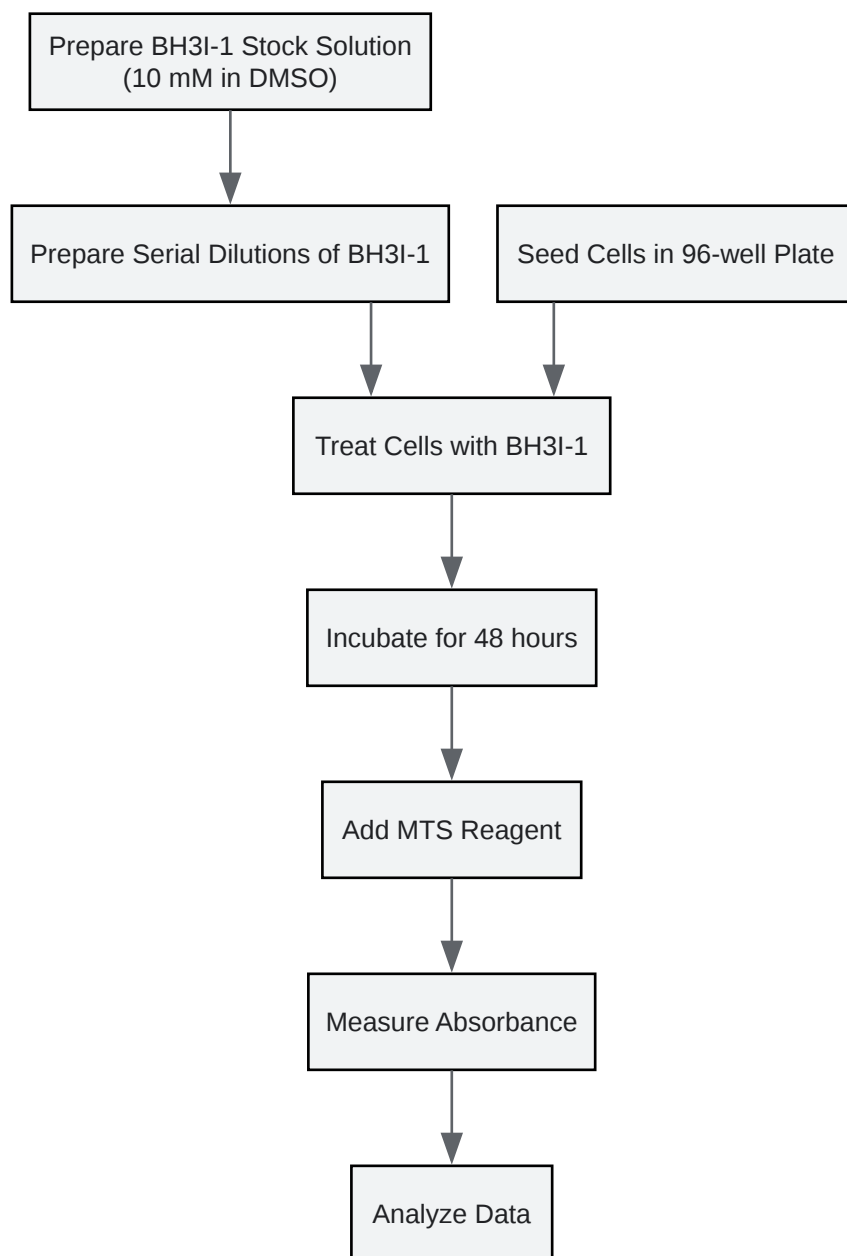 Prepare BH3I-1 Stock Solution
(10 mM in DMSO)
Prepare Serial Dilutions of BH3I-1
Seed Cells in 96-well Plate
Treat Cells with BH3I-1
Incubate for 48 hours
Add MTS Reagent
Measure Absorbance
Analyze Data